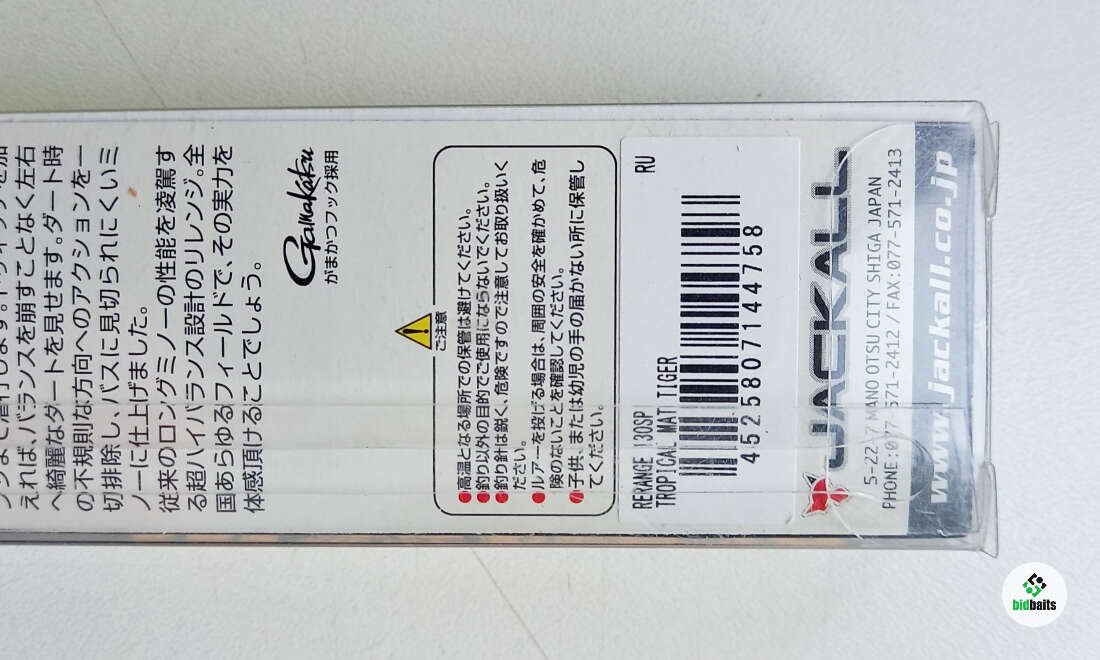 えれば、バランスを崩すことなく左右
へ綺麗なダートを見せます。ダート時
の不規則な方向へのアクションを一
切排除し、バスに見切られにくいミ
ノーに仕上げました。
従来のロングミノーの性能を凌駕す
る超ハイバランス設計のリレンジ。全
国あらゆるフィールドで、その実力を
体感頂けることでしょう。
Gamakatsu
がまかつフック採用
ご注意
●高温となる場所での保管は避けてください。
●釣り以外の目的でご使用にならないでください。
●釣り針は鋭く、危険ですので注意してお取り扱いく
ださい。
●ルアーを投げる場合は、周囲の安全を確かめて、危
険のないことを確認してください。
●子供、または幼児の手の届かない所に保管し
てください。
RERANGE 130SP RU
TROPICAL MAT TIGER
4525807144758
JACKALL
5-22-7 MANO OTSU CITY SHIGA JAPAN
PHONE:077-571-2412 / FAX:077-571-2413
www.jackall.co.jp
bidbaits